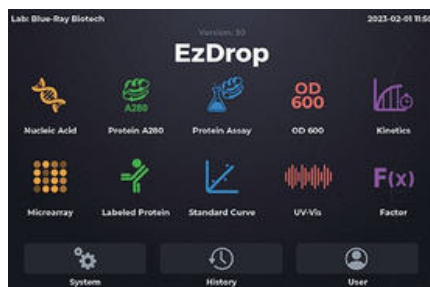 Lab: Blue-Ray Biotech
2023-02-01 11:50
Version: 30
EzDrop
A280
OD
600
F(x)
Nucleic Acid
Protein A280
Protein Assay
OD 600
Kinetics
Microarray
Labeled Protein
Standard Curve
UV-Vis
Factor
System
History
User